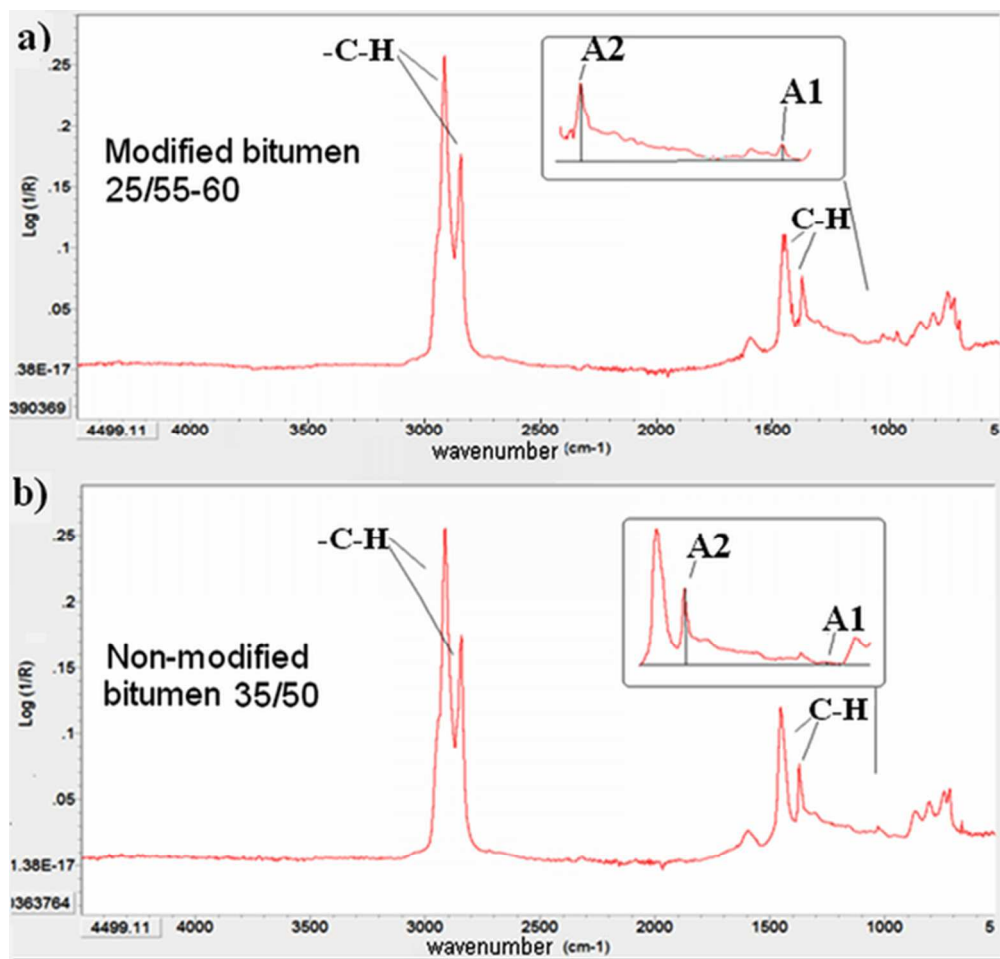 a)
-C-H
A2
A1
Modified bitumen
25/55-60
C-H
Log (1/R)
.25
.2
.15
.1
.05
.38E-17
390369
4499.11
4000
3500
3000
2500
2000
1500
1000
5
wavenumber (cm-1)
b)
-C-H
A2
A1
Non-modified
bitumen 35/50
C-H
Log (1/R)
.25
.2
.15
.1
.05
1.38E-17
0363764
4499.11
4000
3500
3000
2500
2000
1500
1000
5
wavenumber (cm-1)